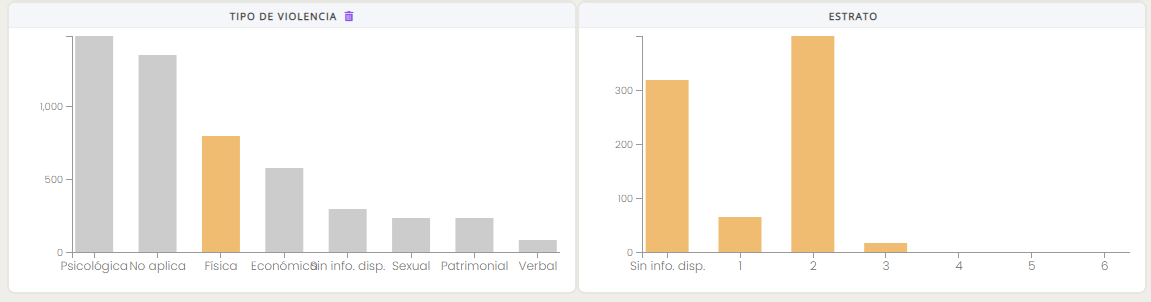 TIPO DE VIOLENCIA
1,000
500
0
Psicológica No aplica Física Económica Sin info. disp. Sexual Patrimonial Verbal
ESTRATO
300
200
100
0
Sin info. disp. 1 2 3 4 5 6